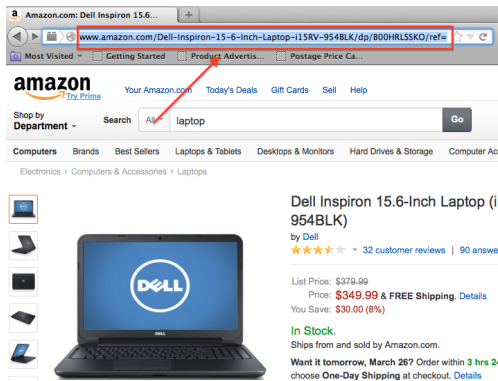 Amazon.com: Dell Inspiron 15.6...
www.amazon.com/Dell-Inspiron-15-6-Inch-Laptop-i15RV-954BLK/dp/B00HRLSSKO/ref=
Most Visited Getting Started Product Advertis... Postage Price Ca...
amazon
Try Prime
Your Amazon.com Today's Deals Gift Cards Sell Help
Shop by
Department
Search All laptop Go
Computers Brands Best Sellers Laptops & Tablets Desktops & Monitors Hard Drives & Storage Computer Ac
Electronics › Computers & Accessories › Laptops
Dell Inspiron 15.6-Inch Laptop (i
954BLK)
by Dell
32 customer reviews | 90 answe
List Price: $379.99
Price: $349.99 & FREE Shipping. Details
You Save: $30.00 (8%)
In Stock.
Ships from and sold by Amazon.com.
Want it tomorrow, March 26? Order within 3 hrs 24
choose One-Day Shipping at checkout. Details
DELL
DELL